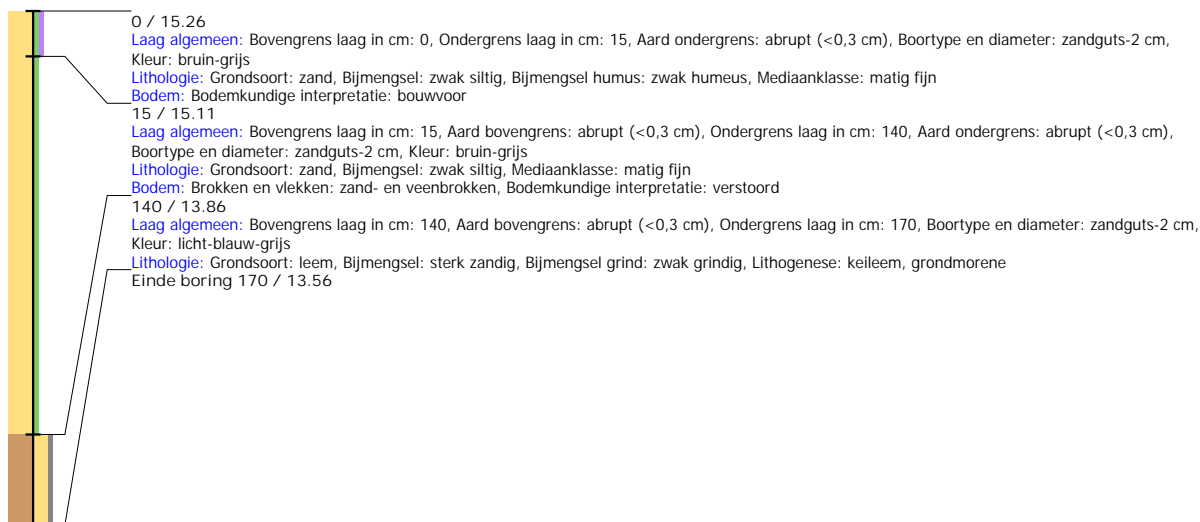 0 / 15.26
Laag algemeen: Bovengrens laag in cm: 0, Ondergrens laag in cm: 15, Aard ondergrens: abrupt (<0,3 cm), Boortype en diameter: zandguts-2 cm,
Kleur: bruin-grijs
Lithologie: Grondsoort: zand, Bijmengsel: zwak siltig, Bijmengsel humus: zwak humeus, Mediaanklasse: matig fijn
Bodem: Bodemkundige interpretatie: bouwvoor
15 / 15.11
Laag algemeen: Bovengrens laag in cm: 15, Aard bovengrens: abrupt (<0,3 cm), Ondergrens laag in cm: 140, Aard ondergrens: abrupt (<0,3 cm),
Boortype en diameter: zandguts-2 cm, Kleur: bruin-grijs
Lithologie: Grondsoort: zand, Bijmengsel: zwak siltig, Mediaanklasse: matig fijn
Bodem: Brokken en vlekken: zand- en veenbrokken, Bodemkundige interpretatie: verstoord
140 / 13.86
Laag algemeen: Bovengrens laag in cm: 140, Aard bovengrens: abrupt (<0,3 cm), Ondergrens laag in cm: 170, Boortype en diameter: zandguts-2 cm,
Kleur: licht-blauw-grijs
Lithologie: Grondsoort: leem, Bijmengsel: sterk zandig, Bijmengsel grind: zwak grindig, Lithogenese: keileem, grondmorene
Einde boring 170 / 13.56